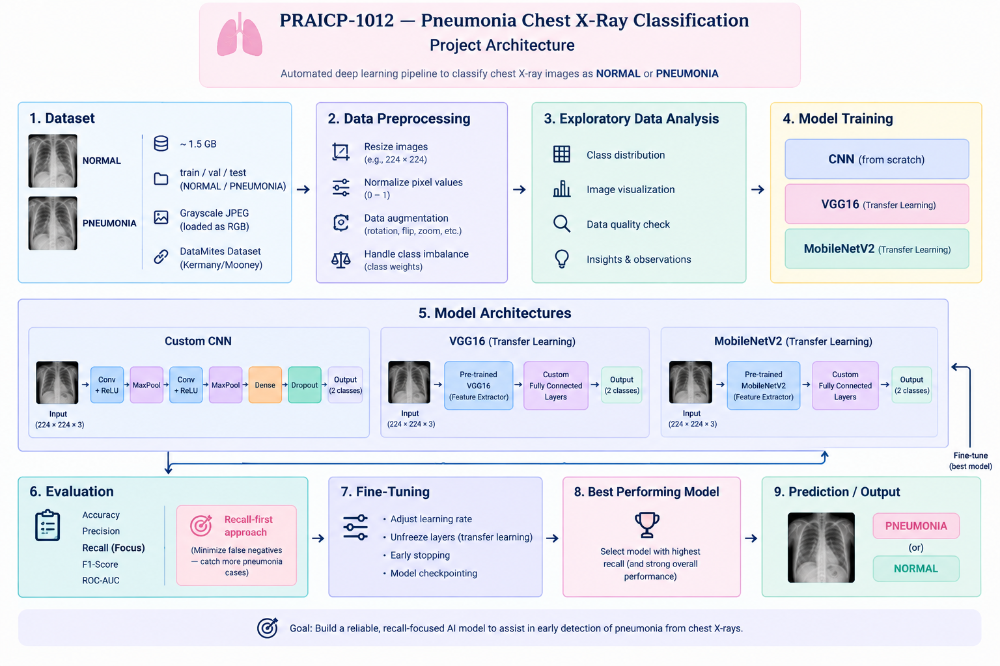 PRAICP-1012 — Pneumonia Chest X-Ray Classification
Project Architecture
Automated deep learning pipeline to classify chest X-ray images as NORMAL or PNEUMONIA
1. Dataset
NORMAL
PNEUMONIA
~ 1.5 GB
train / val / test
(NORMAL / PNEUMONIA)
Grayscale JPEG
(loaded as RGB)
DataMites Dataset
(Kermany/Mooney)
2. Data Preprocessing
Resize images
(e.g., 224 × 224)
Normalize pixel values
(0 – 1)
Data augmentation
(rotation, flip, zoom, etc.)
Handle class imbalance
(class weights)
3. Exploratory Data Analysis
Class distribution
Image visualization
Data quality check
Insights & observations
4. Model Training
CNN (from scratch)
VGG16 (Transfer Learning)
MobileNetV2 (Transfer Learning)
5. Model Architectures
Custom CNN
Input
(224 × 224 × 3)
Conv
+ ReLU
MaxPool
Conv
+ ReLU
MaxPool
Dense
Dropout
Output
(2 classes)
VGG16 (Transfer Learning)
Input
(224 × 224 × 3)
Pre-trained
VGG16
(Feature Extractor)
Custom
Fully Connected
Layers
Output
(2 classes)
MobileNetV2 (Transfer Learning)
Input
(224 × 224 × 3)
Pre-trained
MobileNetV2
(Feature Extractor)
Custom
Fully Connected
Layers
Output
(2 classes)
Fine-tune
(best model)
6. Evaluation
Accuracy
Precision
Recall (Focus)
F1-Score
ROC-AUC
Recall-first
approach
(Minimize false negatives
— catch more pneumonia
cases)
7. Fine-Tuning
• Adjust learning rate
• Unfreeze layers (transfer learning)
• Early stopping
• Model checkpointing
8. Best Performing Model
Select model with highest
recall (and strong overall
performance)
9. Prediction / Output
PNEUMONIA
(or)
NORMAL
Goal: Build a reliable, recall-focused AI model to assist in early detection of pneumonia from chest X-rays.